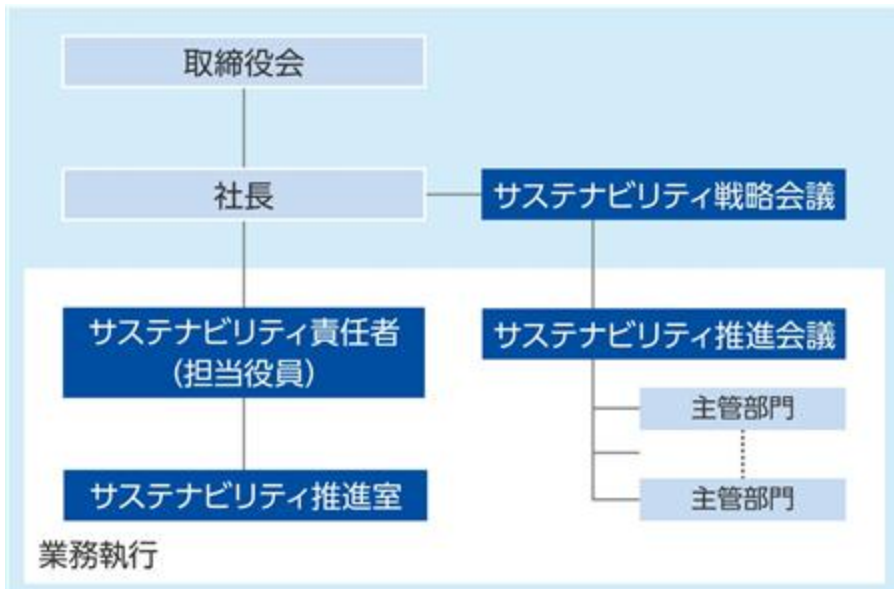 取締役会
社長
サステナビリティ戦略会議
サステナビリティ責任者
（担当役員）
サステナビリティ推進会議
主管部門
主管部門
サステナビリティ推進室
業務執行